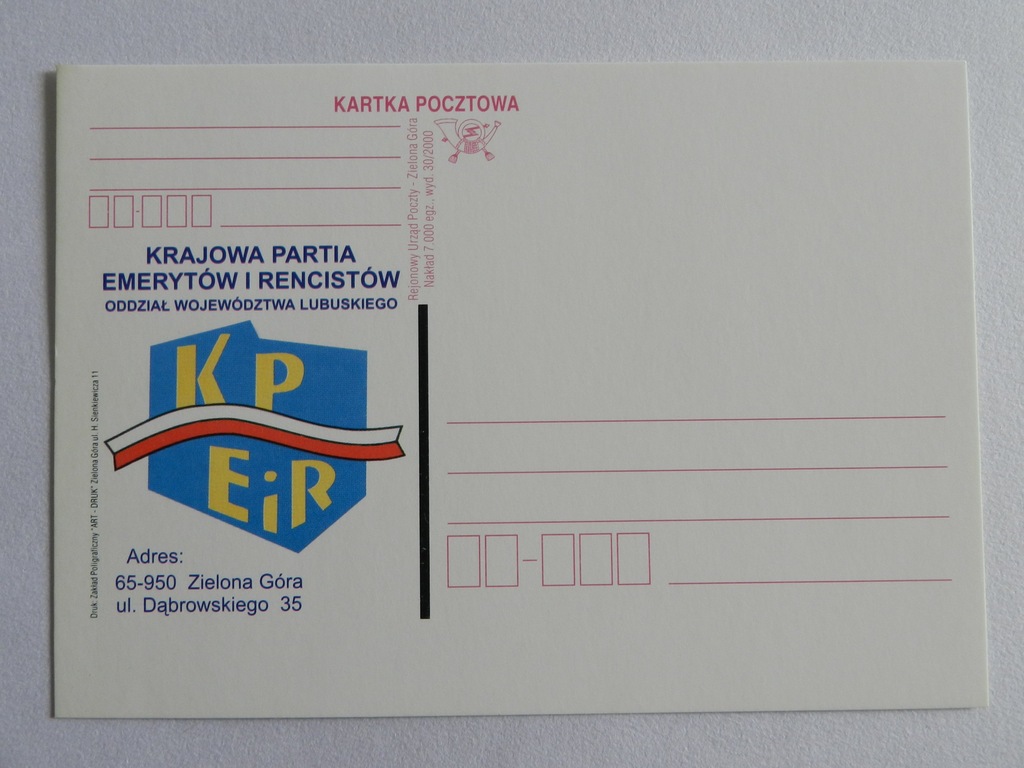 KARTKA POCZTOWA
Rejonowy Urząd Poczty - Zielona Góra
Nakład 7.000 egz., wyd. 30/2000
KRAJOWA PARTIA
EMERYTÓW I RENCISTÓW
ODDZIAŁ WOJEWÓDZTWA LUBUSKIEGO
K P
EiR
Adres:
65-950 Zielona Góra
ul. Dąbrowskiego 35
Druk: Zakład Poligraficzny "ART - DRUK" Zielona Góra ul. H. Sienkiewicza 11